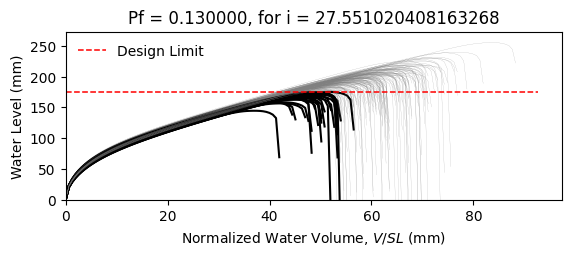 Pf = 0.130000, for i = 27.551020408163268
250
200
150
100
50
0
Water Level (mm)
Design Limit
0 20 40 60 80
Normalized Water Volume, V/SL (mm)